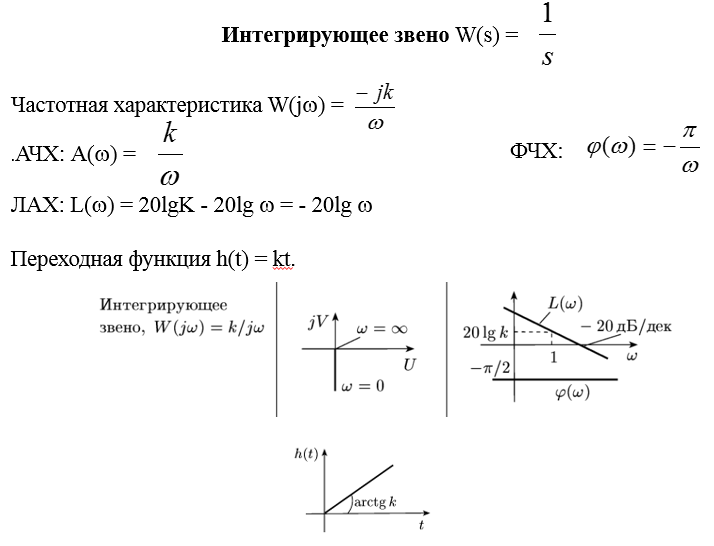 Интегрирующее звено W(s) = 1/s
Частотная характеристика W(jω) = − jk/ω
.АЧХ: A(ω) = k/ω ФЧХ: φ(ω) = − π/ω
ЛАХ: L(ω) = 20lgK - 20lg ω = - 20lg ω
Переходная функция h(t) = kt.
Интегрирующее
звено, W(jω) = k/jω
jV
ω = ∞
U
ω = 0
L(ω)
20 lg k
− 20 дБ/дек
1
ω
−π/2
φ(ω)
h(t)
arctg k
t